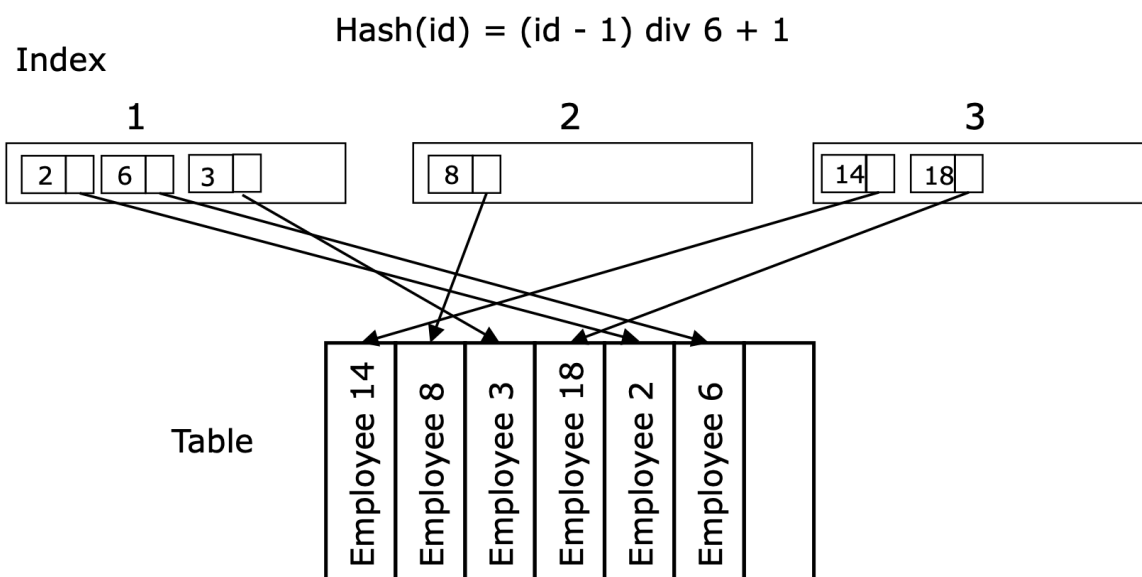 Hash(id) = (id - 1) div 6 + 1
Index
1 2 3
2 6 3 8 14 18
Table
Employee 14
Employee 8
Employee 3
Employee 18
Employee 2
Employee 6